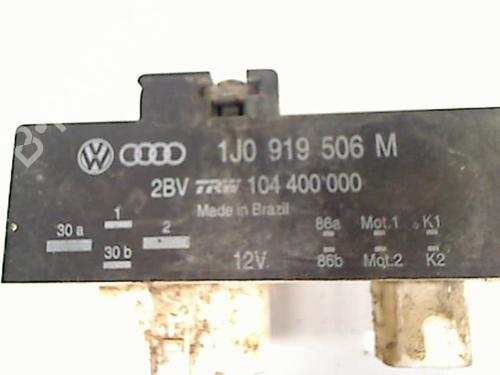 1J0 919 506 M
2BV TRW 104 400 000
Made in Brazil
30 a 1 2 86a Mot.1 K1
30 b 12V. 86b Mot.2 K2